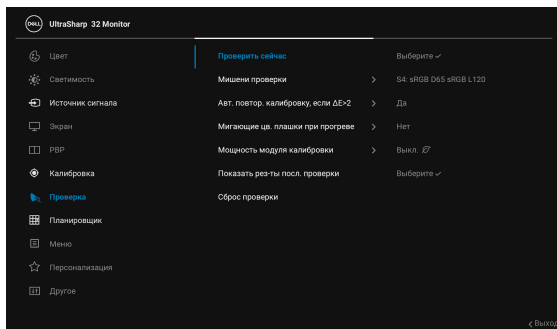 DELL UltraSharp 32 Monitor
Цвет
Светимость
Источник сигнала
Экран
PBP
Калибровка
Проверка
Планировщик
Меню
Персонализация
Другое
Проверить сейчас Выберите ✓
Мишени проверки > S4: sRGB D65 sRGB L120
Авт. повтор. калибровку, если ΔE>2 > Да
Мигающие цв. плашки при прогреве > Нет
Мощность модуля калибровки > Выкл.
Показать рез-ты посл. проверки Выберите ✓
Сброс проверки
< Выход